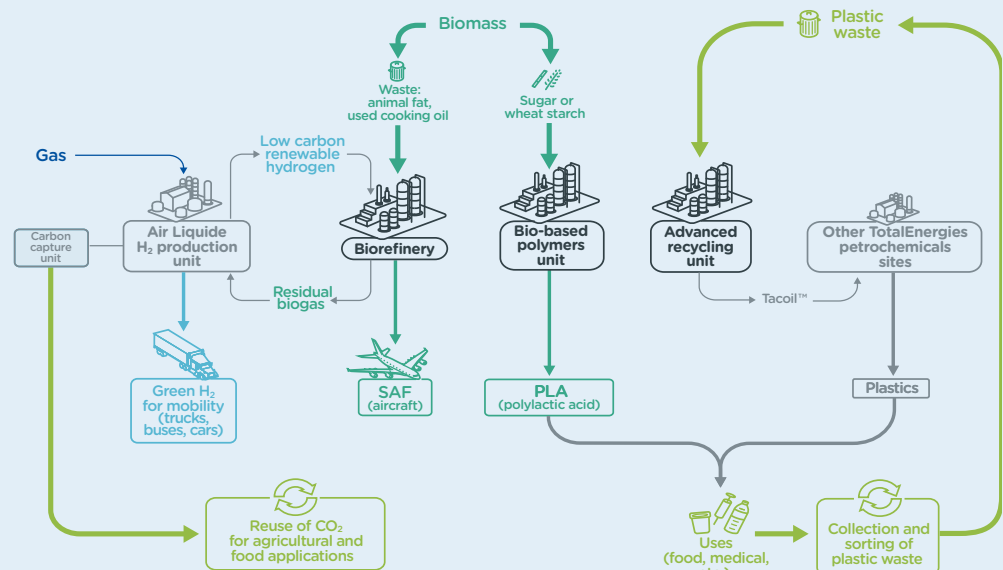 Biomass
Plastic
waste
Waste:
animal fat,
used cooking oil
Sugar or
wheat starch
Gas
Low carbon
renewable
hydrogen
Carbon
capture
unit
Air Liquide
H₂ production
unit
Biorefinery
Bio-based
polymers
unit
Advanced
recycling
unit
Other TotalEnergies
petrochemicals
sites
Residual
biogas
Tacoil™
Green H₂
for mobility
(trucks,
buses, cars)
SAF
(aircraft)
PLA
(polylactic acid)
Plastics
Reuse of CO₂
for agricultural and
food applications
Uses
(food, medical,
Collection and
sorting of
plastic waste